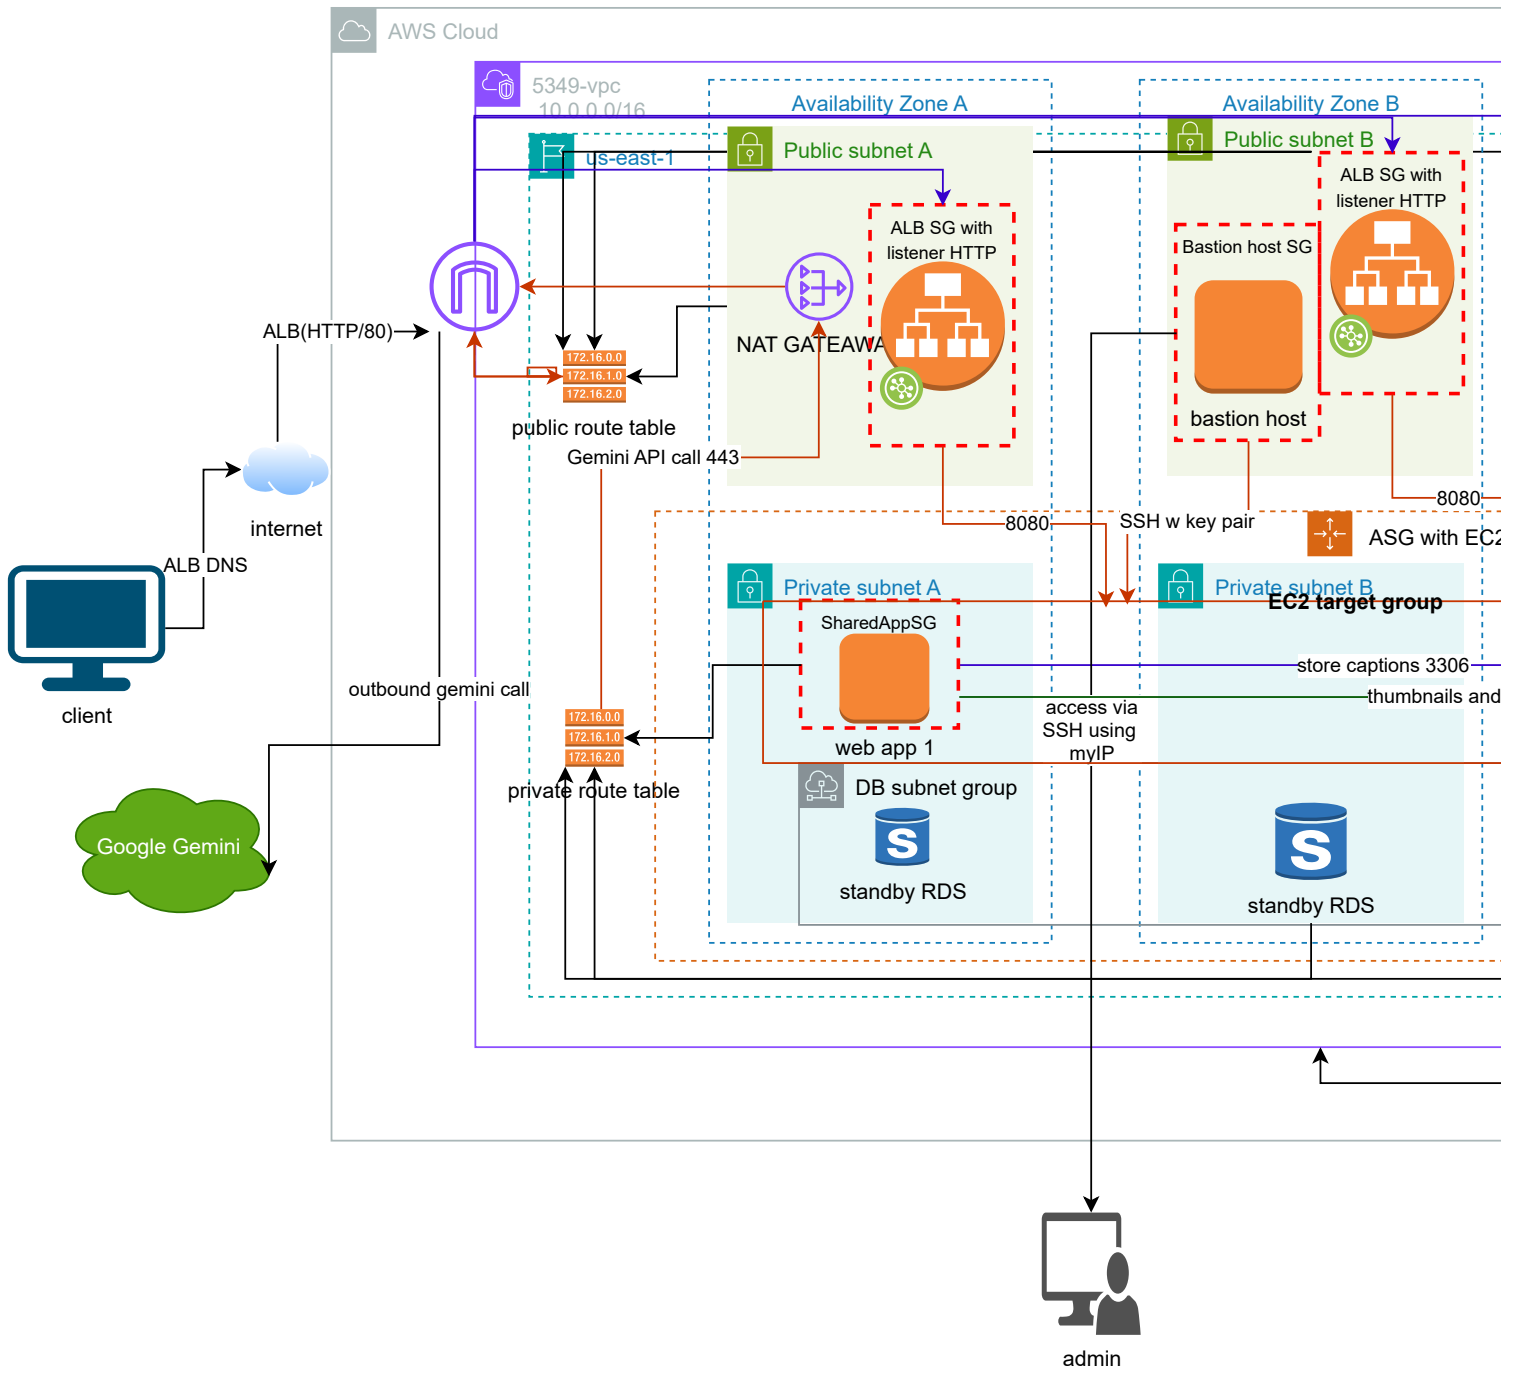 AWS Cloud
5349-vpc
10.0.0.0/16
Availability Zone A
Availability Zone B
us-east-1
Public subnet A
Public subnet B
ALB SG with
listener HTTP
ALB SG with
listener HTTP
Bastion host SG
ALB(HTTP/80)
NAT GATEAWA
172.16.0.0
172.16.1.0
172.16.2.0
public route table
bastion host
Gemini API call 443
internet
8080
8080
SSH w key pair
ASG with EC2
ALB DNS
Private subnet A
Private subnet B
EC2 target group
SharedAppSG
store captions 3306
outbound gemini call
thumbnails and
access via
SSH using
myIP
client
172.16.0.0
172.16.1.0
172.16.2.0
web app 1
private route table
DB subnet group
Google Gemini
standby RDS
standby RDS
admin